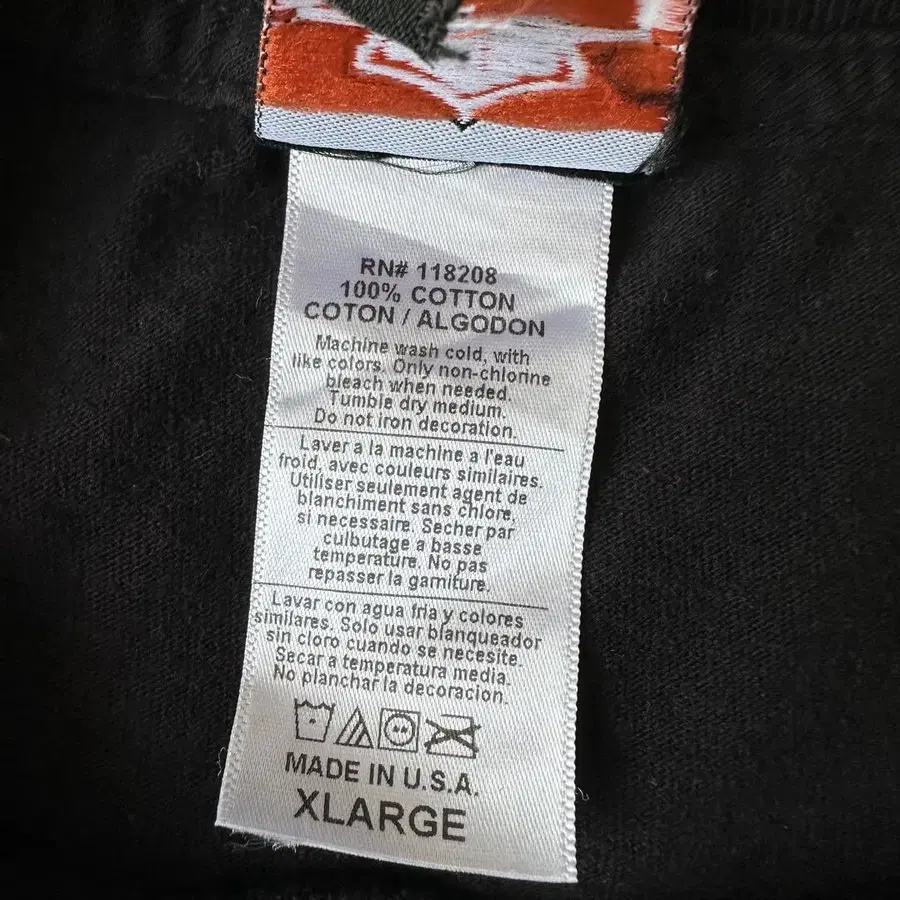 RN# 118208
100% COTTON
COTON / ALGODON
Machine wash cold, with
like colors. Only non-chlorine
bleach when needed.
Tumble dry medium.
Do not iron decoration.
Laver a la machine a l'eau
froid, avec couleurs similaires.
Utiliser seulement agent de
blanchiment sans chlore,
si necessaire. Secher par
culbutage a basse
temperature. No pas
repasser la garniture.
Lavar con agua fria y colores
similares. Solo usar blanqueador
sin cloro cuando se necesite.
Secar a temperatura media.
No planchar la decoracion.
MADE IN U.S.A.
XLARGE